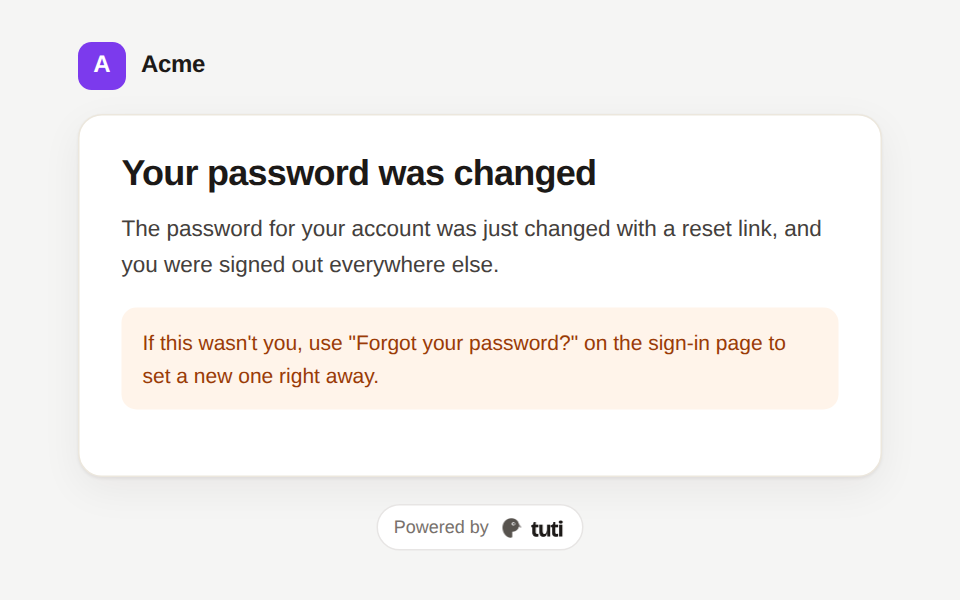 A
Acme
Your password was changed
The password for your account was just changed with a reset link, and
you were signed out everywhere else.
If this wasn't you, use "Forgot your password?" on the sign-in page to
set a new one right away.
Powered by tuti